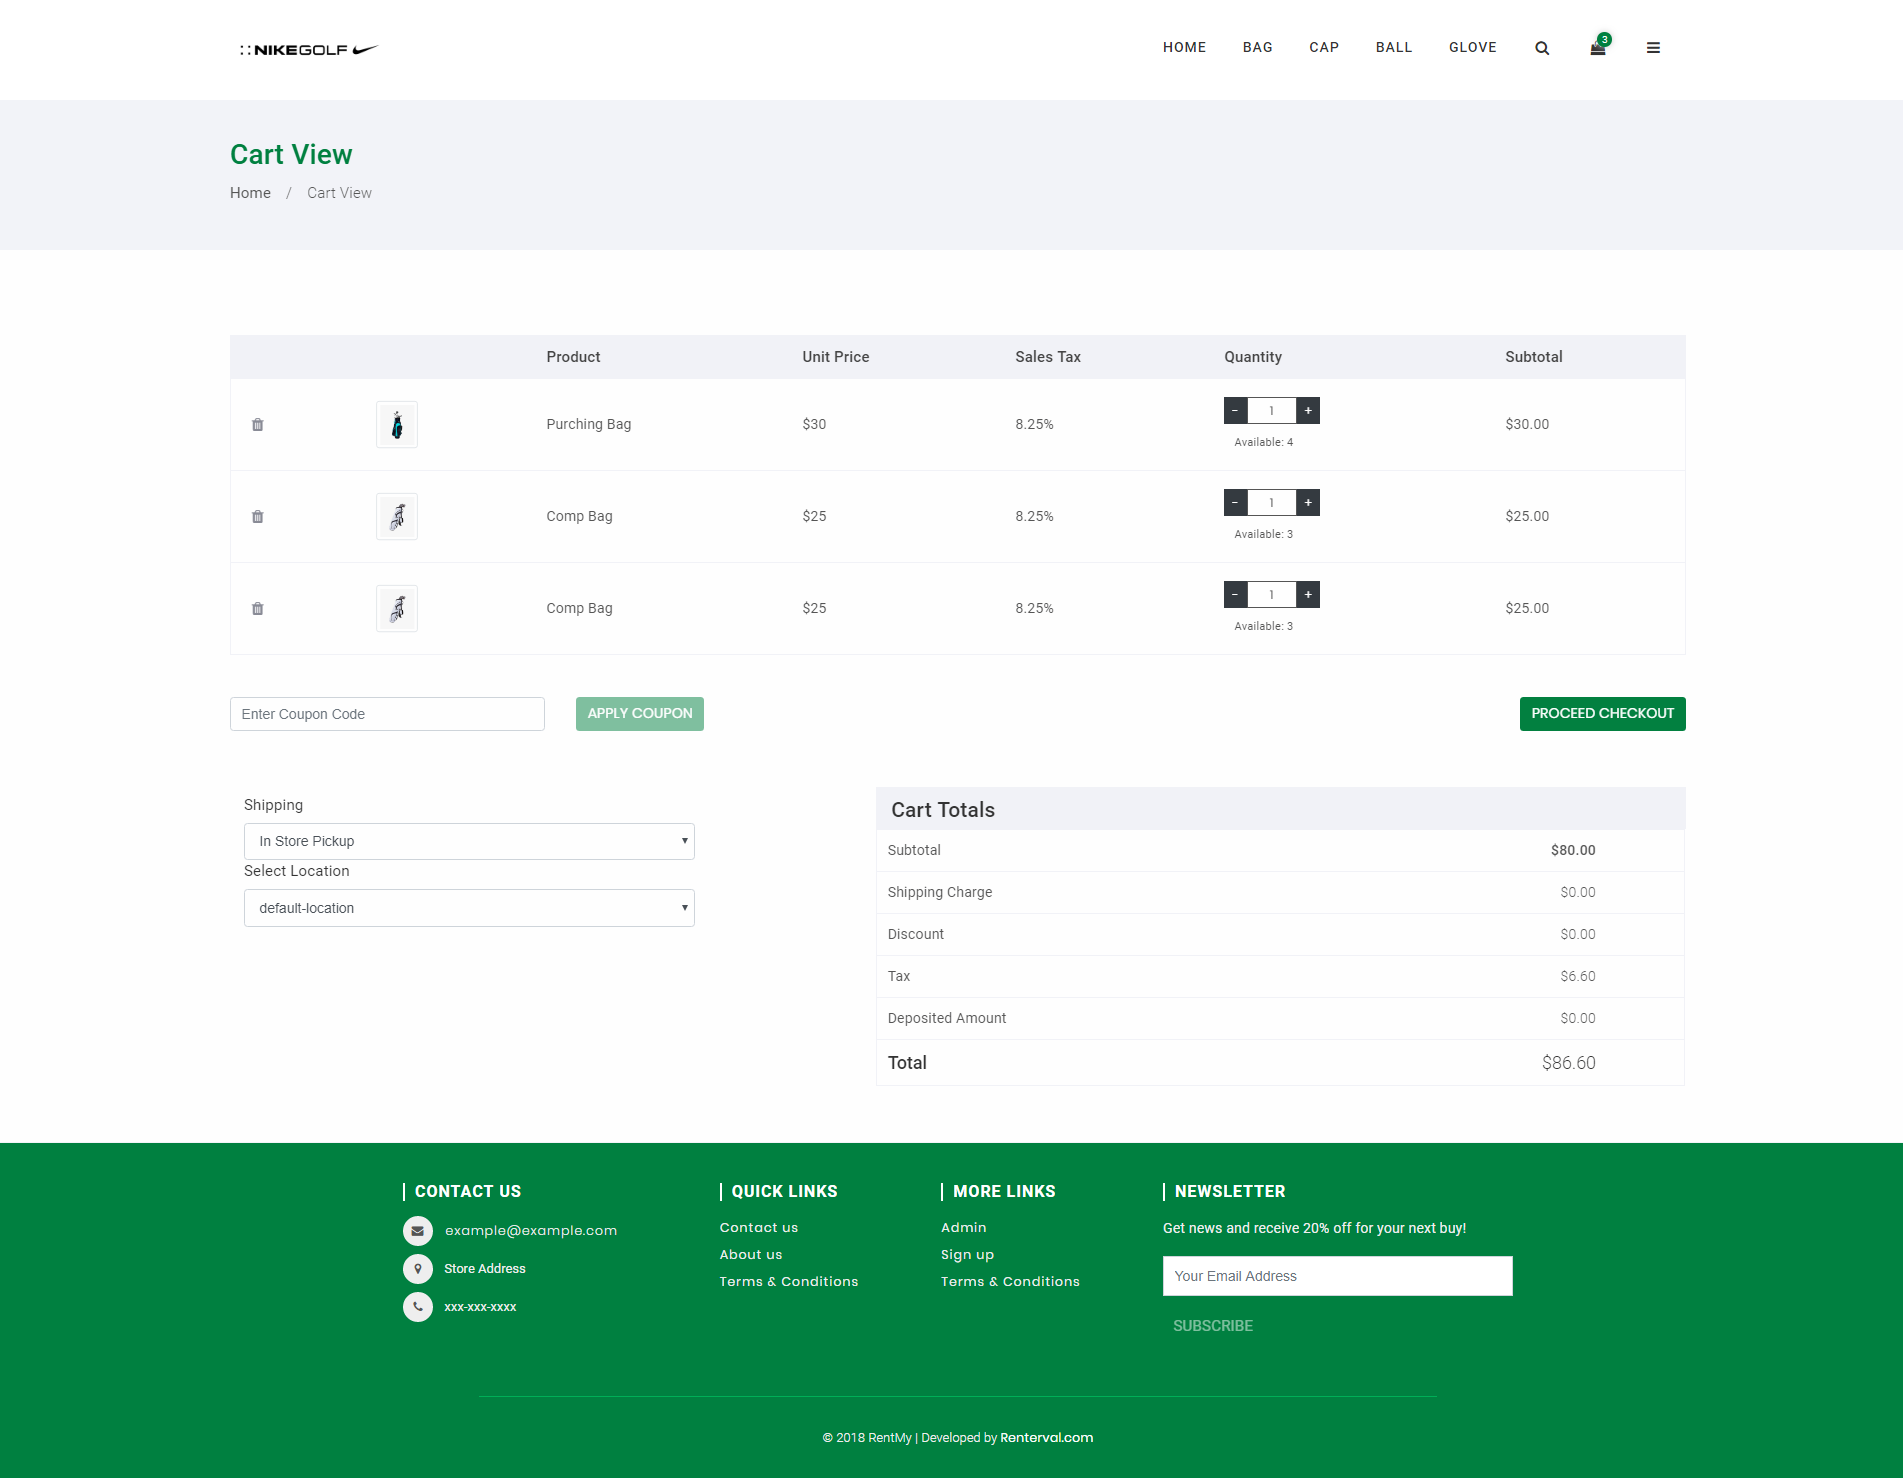 ::NIKEGOLF
HOME BAG CAP BALL GLOVE 3
Cart View
Home / Cart View
Product Unit Price Sales Tax Quantity Subtotal
Purching Bag $30 8.25% - 1 + $30.00
Available: 4
Comp Bag $25 8.25% - 1 + $25.00
Available: 3
Comp Bag $25 8.25% - 1 + $25.00
Available: 3
Enter Coupon Code APPLY COUPON PROCEED CHECKOUT
Shipping
In Store Pickup
Select Location
default-location
Cart Totals
Subtotal $80.00
Shipping Charge $0.00
Discount $0.00
Tax $6.60
Deposited Amount $0.00
Total $86.60
CONTACT US
example@example.com
Store Address
xxx-xxx-xxxx
QUICK LINKS
Contact us
About us
Terms & Conditions
MORE LINKS
Admin
Sign up
Terms & Conditions
NEWSLETTER
Get news and receive 20% off for your next buy!
Your Email Address
SUBSCRIBE
© 2018 RentMy | Developed by Renterval.com